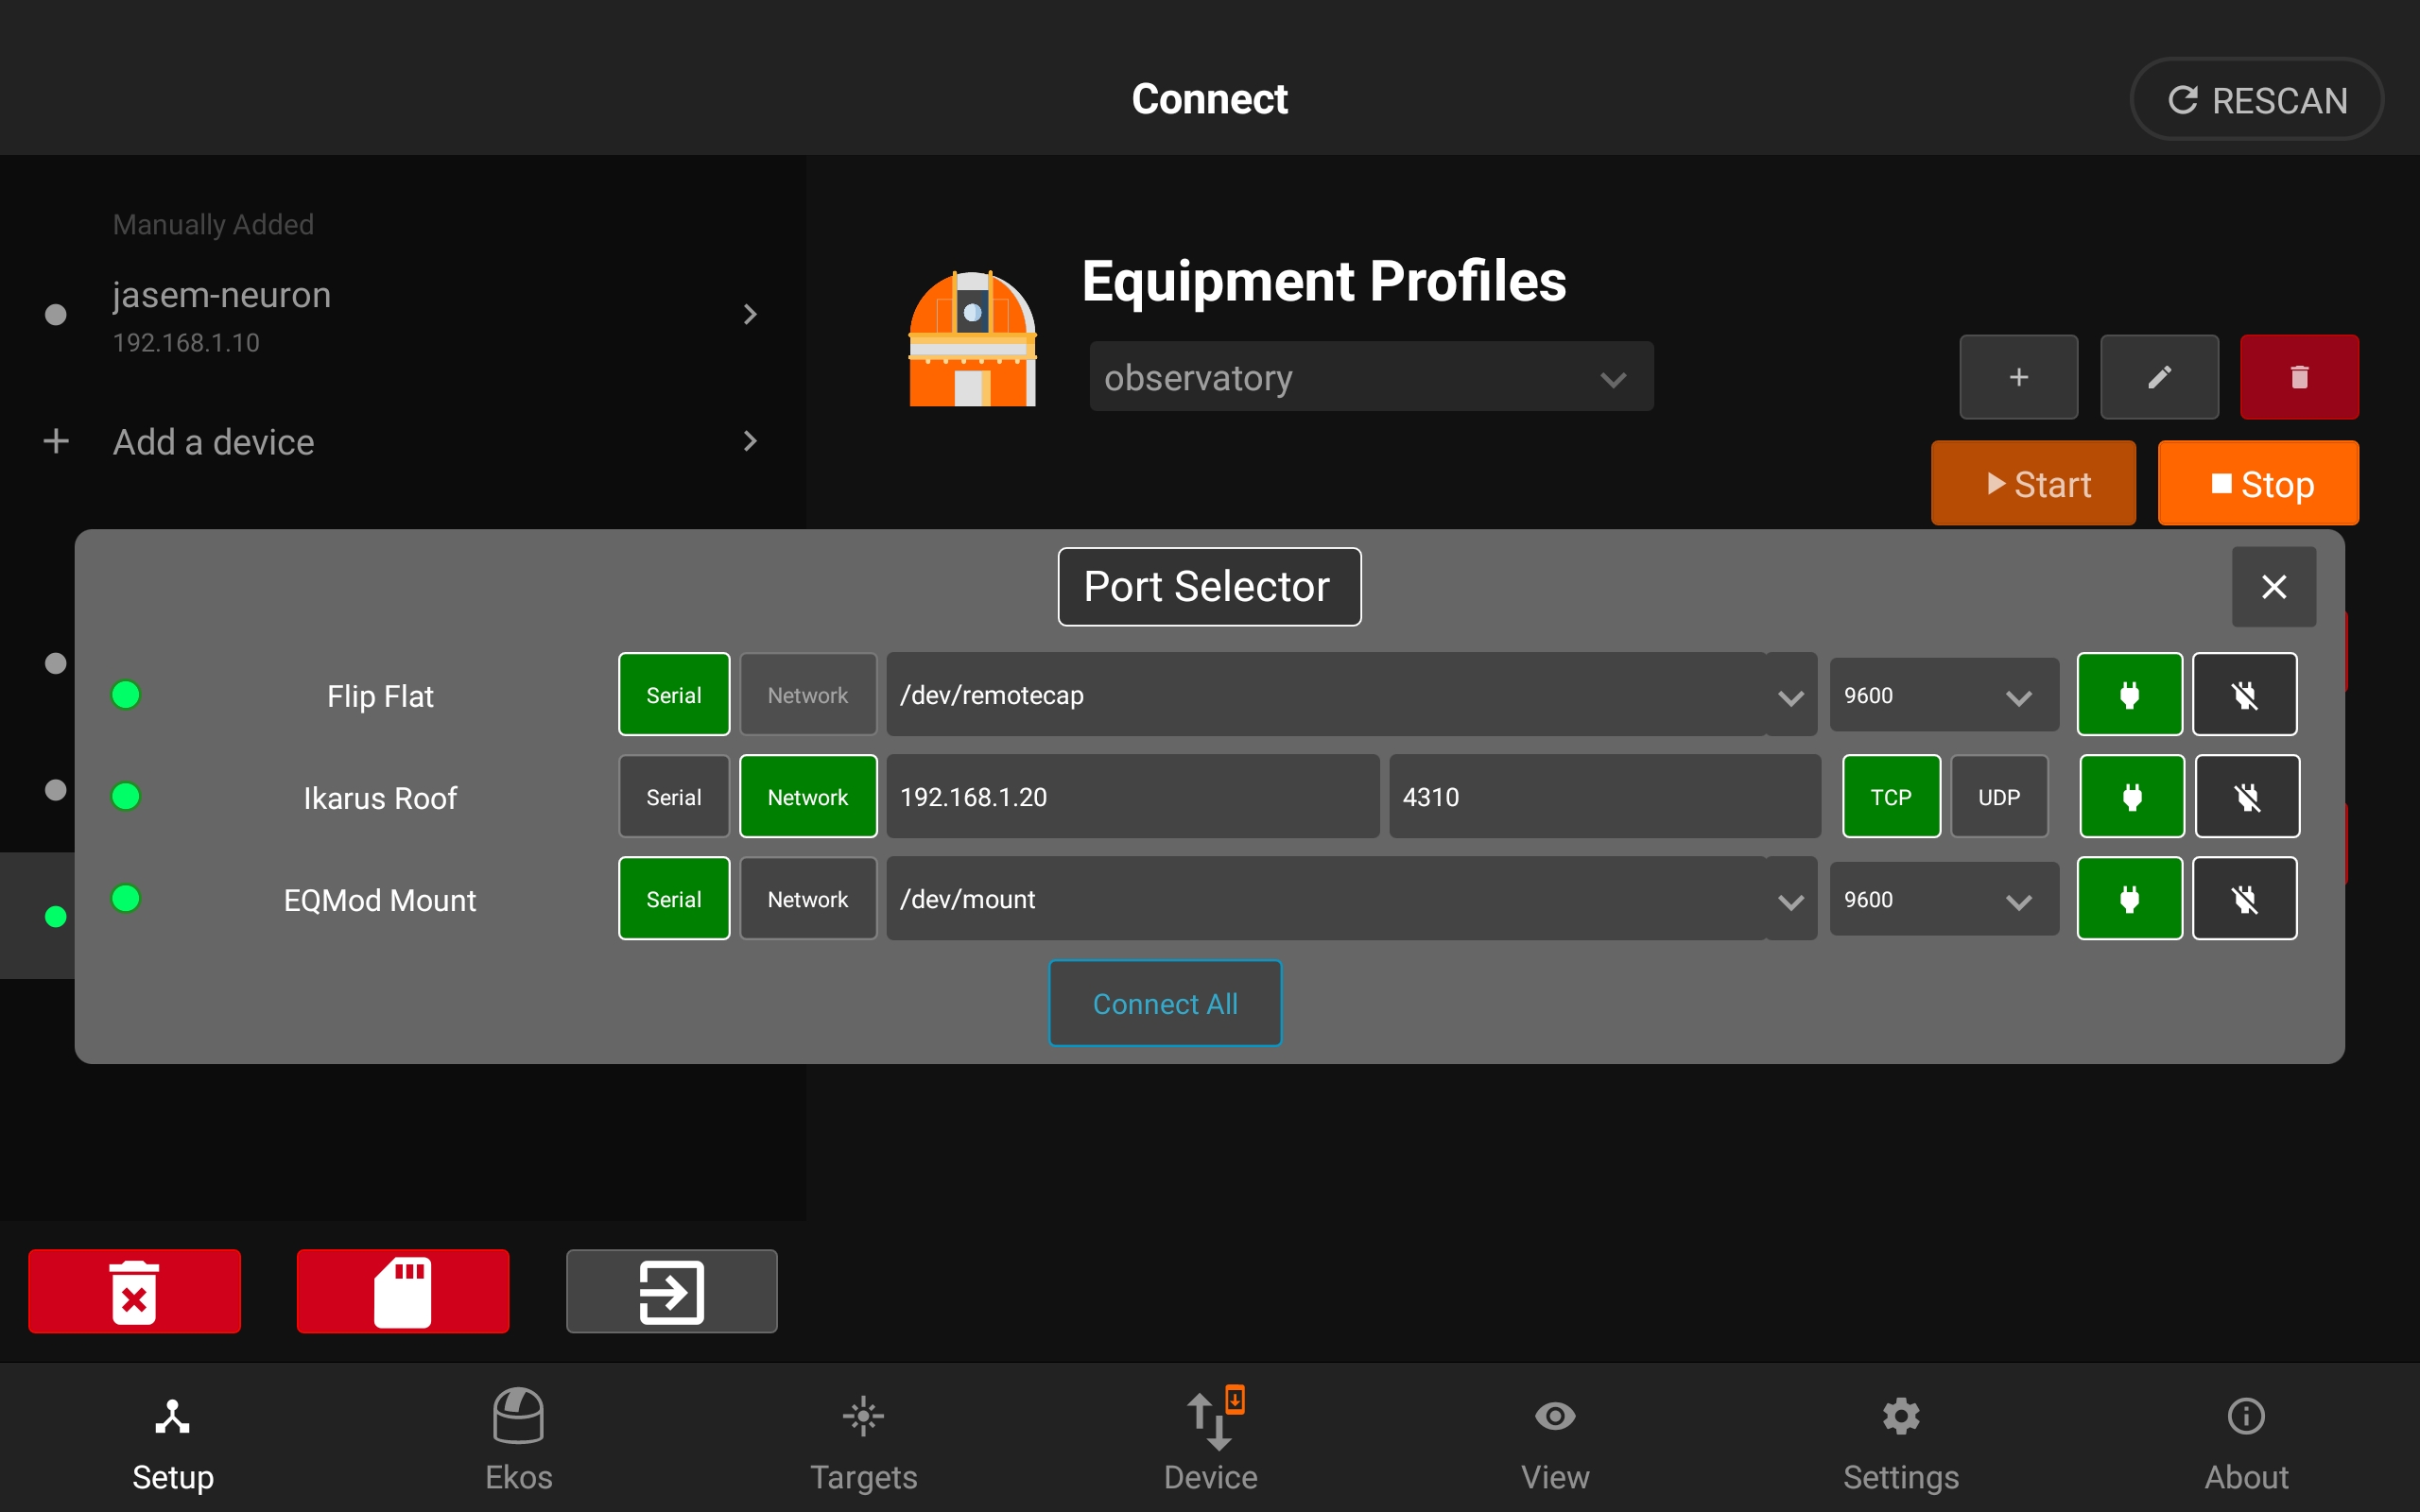 Connect
RESCAN
Manually Added
jasem-neuron
192.168.1.10
Add a device
Equipment Profiles
observatory
Start
Stop
Port Selector
Flip Flat
Serial
Network
/dev/remotecap
9600
Ikarus Roof
Serial
Network
192.168.1.20
4310
TCP
UDP
EQMod Mount
Serial
Network
/dev/mount
9600
Connect All
Setup
Ekos
Targets
Device
View
Settings
About